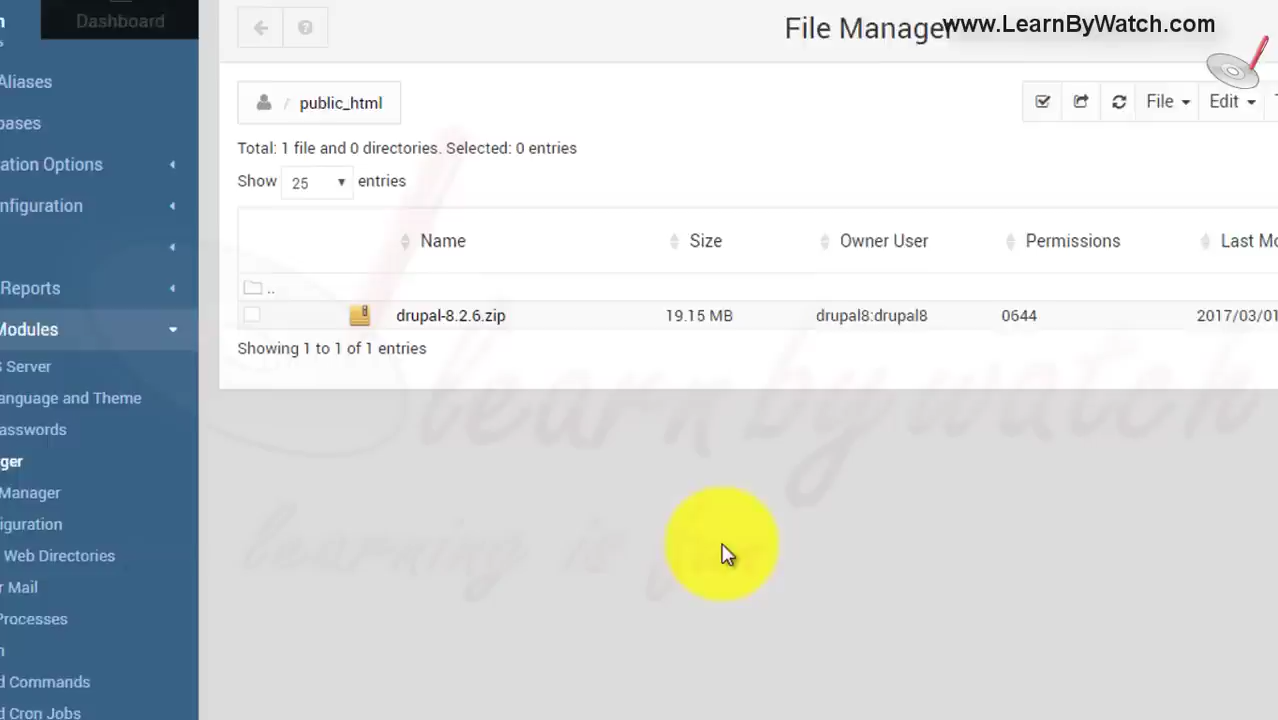 Dashboard
File Manager
www.LearnByWatch.com
Aliases
/ public_html
File
Edit
Total: 1 file and 0 directories. Selected: 0 entries
Options
Show 25 entries
Name
Size
Owner User
Permissions
Last Mo
Reports
..
drupal-8.2.6.zip
19.15 MB
drupal8:drupal8
0644
2017/03/01
Modules
Showing 1 to 1 of 1 entries
Server
anguage and Theme
asswords
ger
Manager
iguration
Web Directories
Mail
Processes
d Commands
d Cron Jobs
learnbywatch
learning is